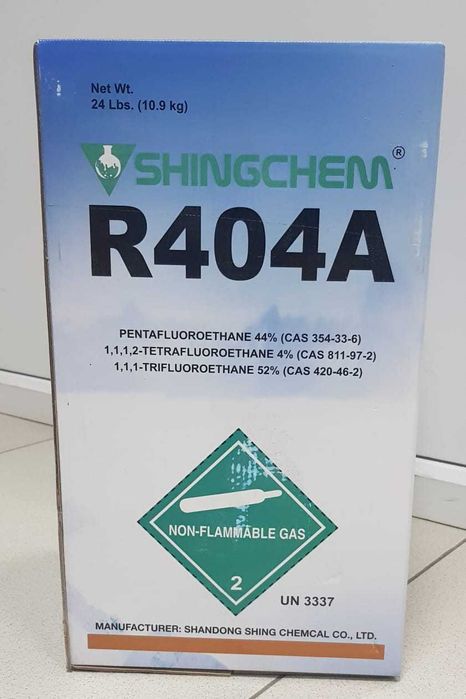 Net Wt.
24 Lbs. (10.9 kg)
SHINGCHEM®
R404A
PENTAFLUOROETHANE 44% (CAS 354-33-6)
1,1,1,2-TETRAFLUOROETHANE 4% (CAS 811-97-2)
1,1,1-TRIFLUOROETHANE 52% (CAS 420-46-2)
NON-FLAMMABLE GAS
2
UN 3337
MANUFACTURER: SHANDONG SHING CHEMCAL CO., LTD.